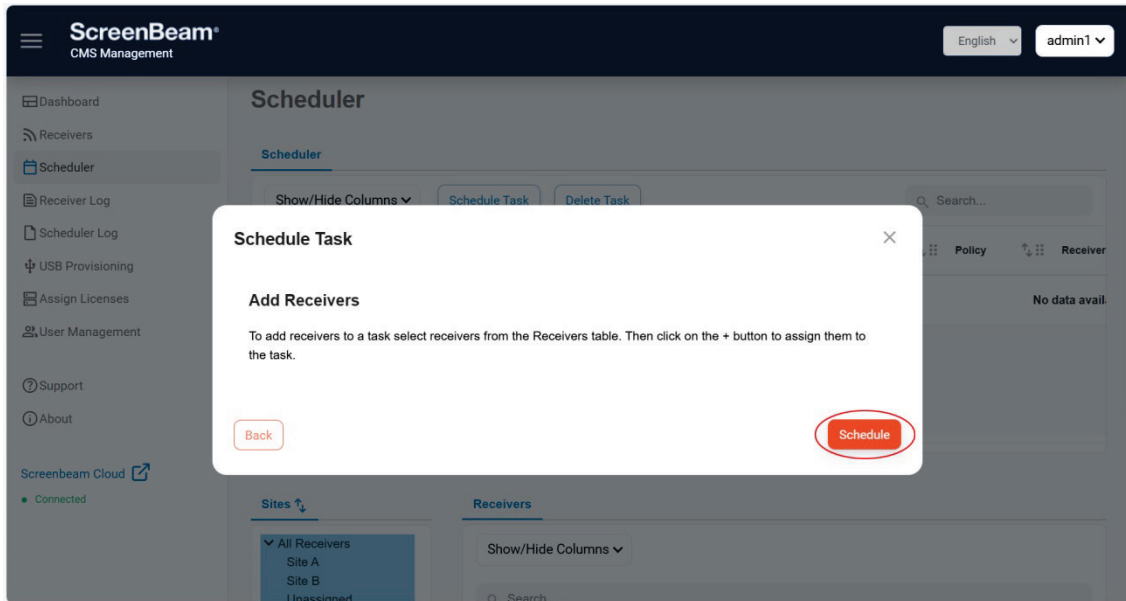 ScreenBeam®
CMS Management
English
admin1
Dashboard
Receivers
Scheduler
Receiver Log
Scheduler Log
USB Provisioning
Assign Licenses
User Management
Support
About
Screenbeam Cloud
Connected
Scheduler
Scheduler
Show/Hide Columns
Schedule Task
Delete Task
Search...
Policy
Receiver
No data avail
Schedule Task
Add Receivers
To add receivers to a task select receivers from the Receivers table. Then click on the + button to assign them to
the task.
Back
Schedule
Sites
All Receivers
Site A
Site B
Unassigned
Receivers
Show/Hide Columns
Search